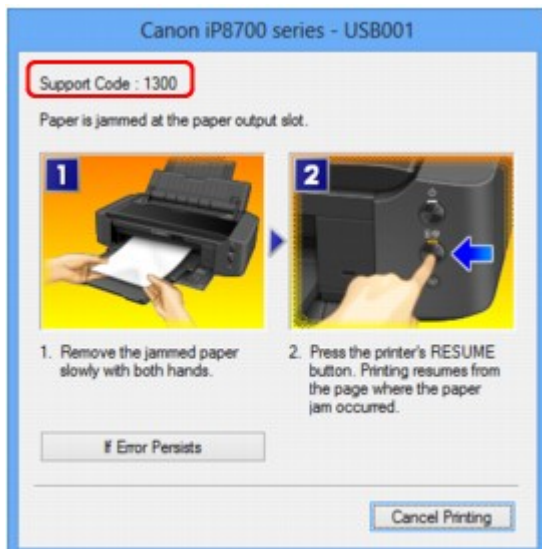 Canon iP8700 series - USB001
Support Code : 1300
Paper is jammed at the paper output slot.
1
2
1. Remove the jammed paper
slowly with both hands.
2. Press the printer's RESUME
button. Printing resumes from
the page where the paper
jam occurred.
If Error Persists
Cancel Printing